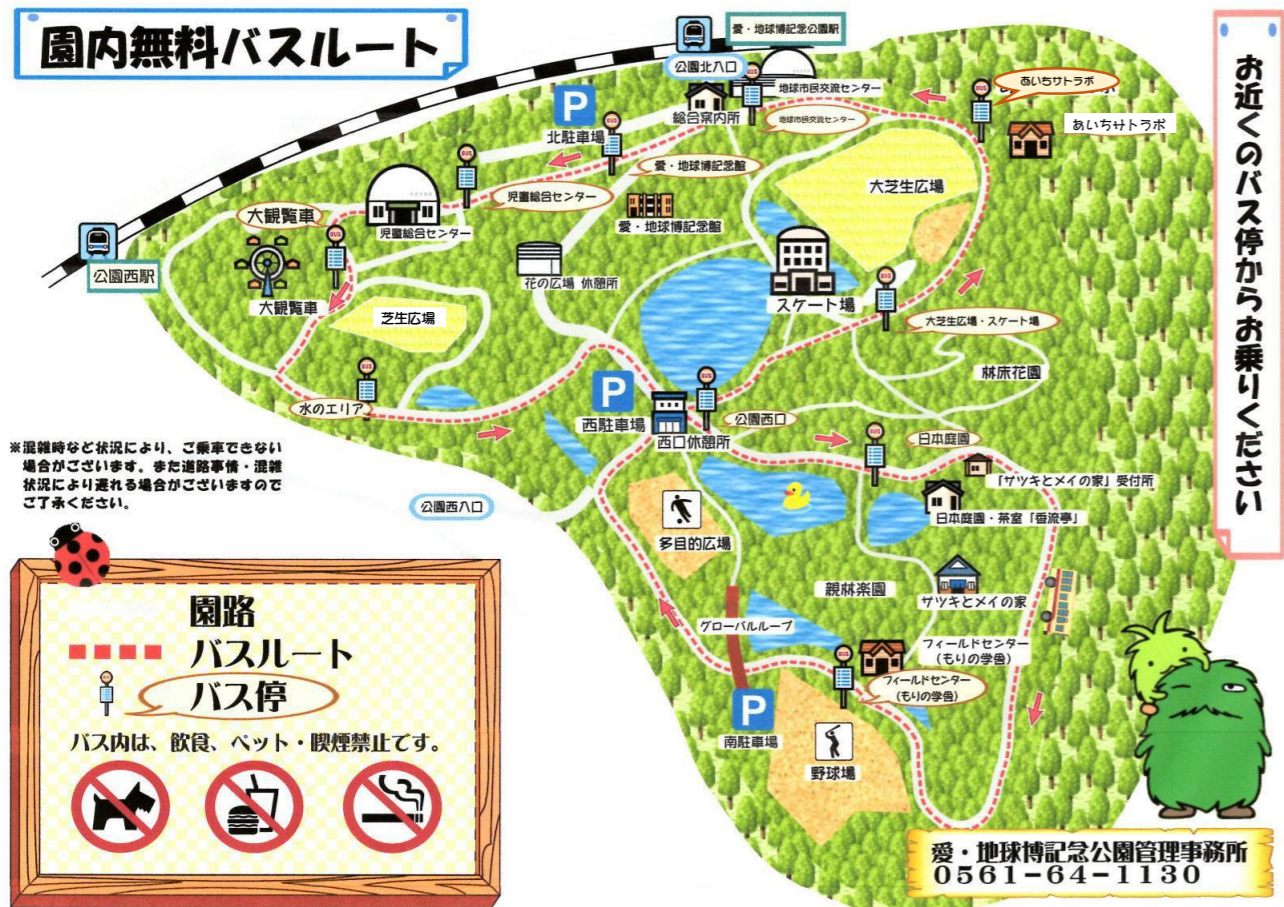 園内無料バスルート
愛・地球博記念公園駅
公園北入口
地球市民交流センター
総合案内所
地球市民交流センター
あいちサトラボ
あいちサトラボ
P
北駐車場
愛・地球博記念館
愛・地球博記念館
児童総合センター
児童総合センター
大観覧車
大観覧車
公園西駅
花の広場 休憩所
大芝生広場
スケート場
大芝生広場・スケート場
芝生広場
林床花園
水のエリア
P
西駐車場
西口休憩所
公園西口
日本庭園
「サツキとメイの家」受付所
日本庭園・茶室「香流亭」
公園西入口
多目的広場
親林楽園
サツキとメイの家
グローバルループ
フィールドセンター
(もりの学舎)
フィールドセンター
(もりの学舎)
P
南駐車場
野球場
BUS
BUS
BUS
BUS
BUS
BUS
BUS
BUS
BUS
BUS
お近くのバス停からお乗りください
※混雑時など状況により、ご乗車できない
場合がございます。また道路事情・混雑
状況により遅れる場合がございますので
ご了承ください。
園路
バスルート
バス停
バス内は、飲食、ペット・喫煙禁止です。
愛・地球博記念公園管理事務所
0561-64-1130